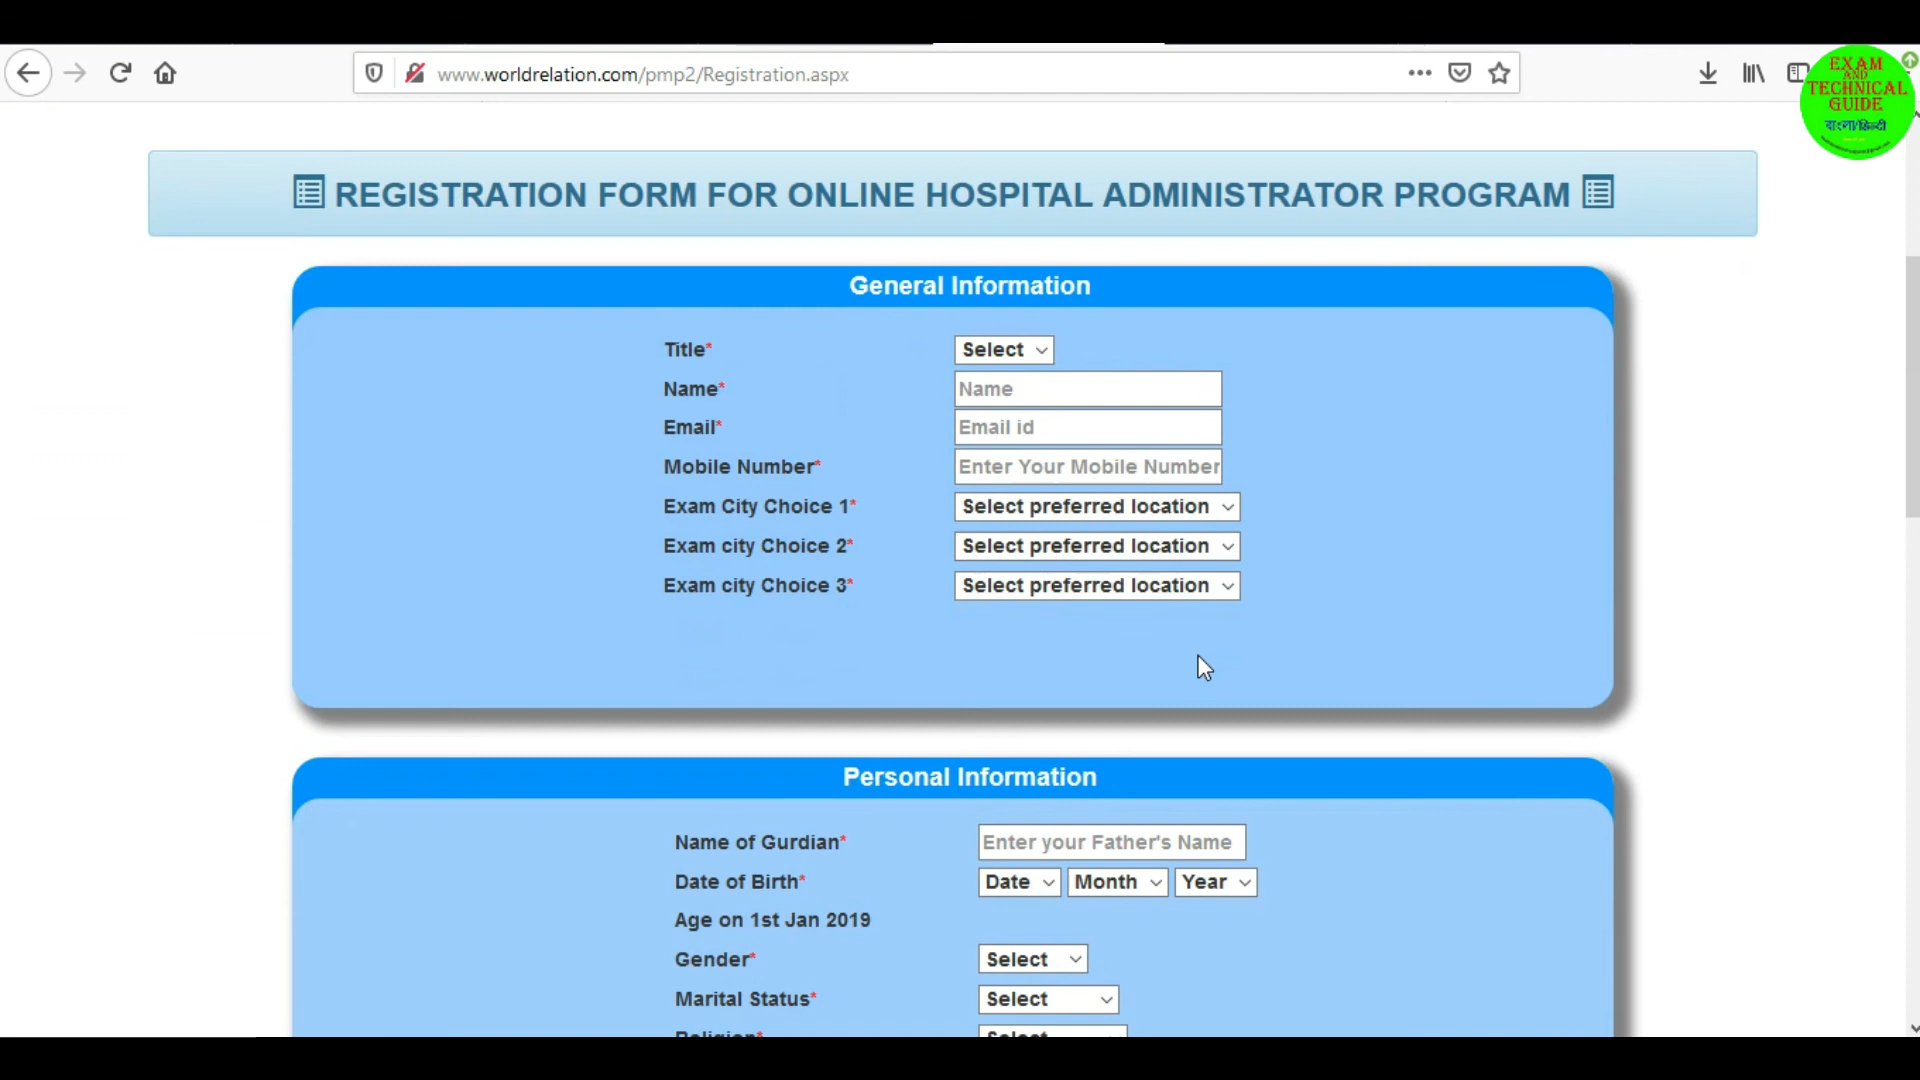 www.worldrelation.com/pmp2/Registration.aspx
EXAM
AND
TECHNICAL
GUIDE
বাংলা/हिन्दी
REGISTRATION FORM FOR ONLINE HOSPITAL ADMINISTRATOR PROGRAM
General Information
Title* Select
Name* Name
Email* Email id
Mobile Number* Enter Your Mobile Number
Exam City Choice 1* Select preferred location
Exam city Choice 2* Select preferred location
Exam city Choice 3* Select preferred location
Personal Information
Name of Gurdian* Enter your Father's Name
Date of Birth* Date Month Year
Age on 1st Jan 2019
Gender* Select
Marital Status* Select
Religion* Select